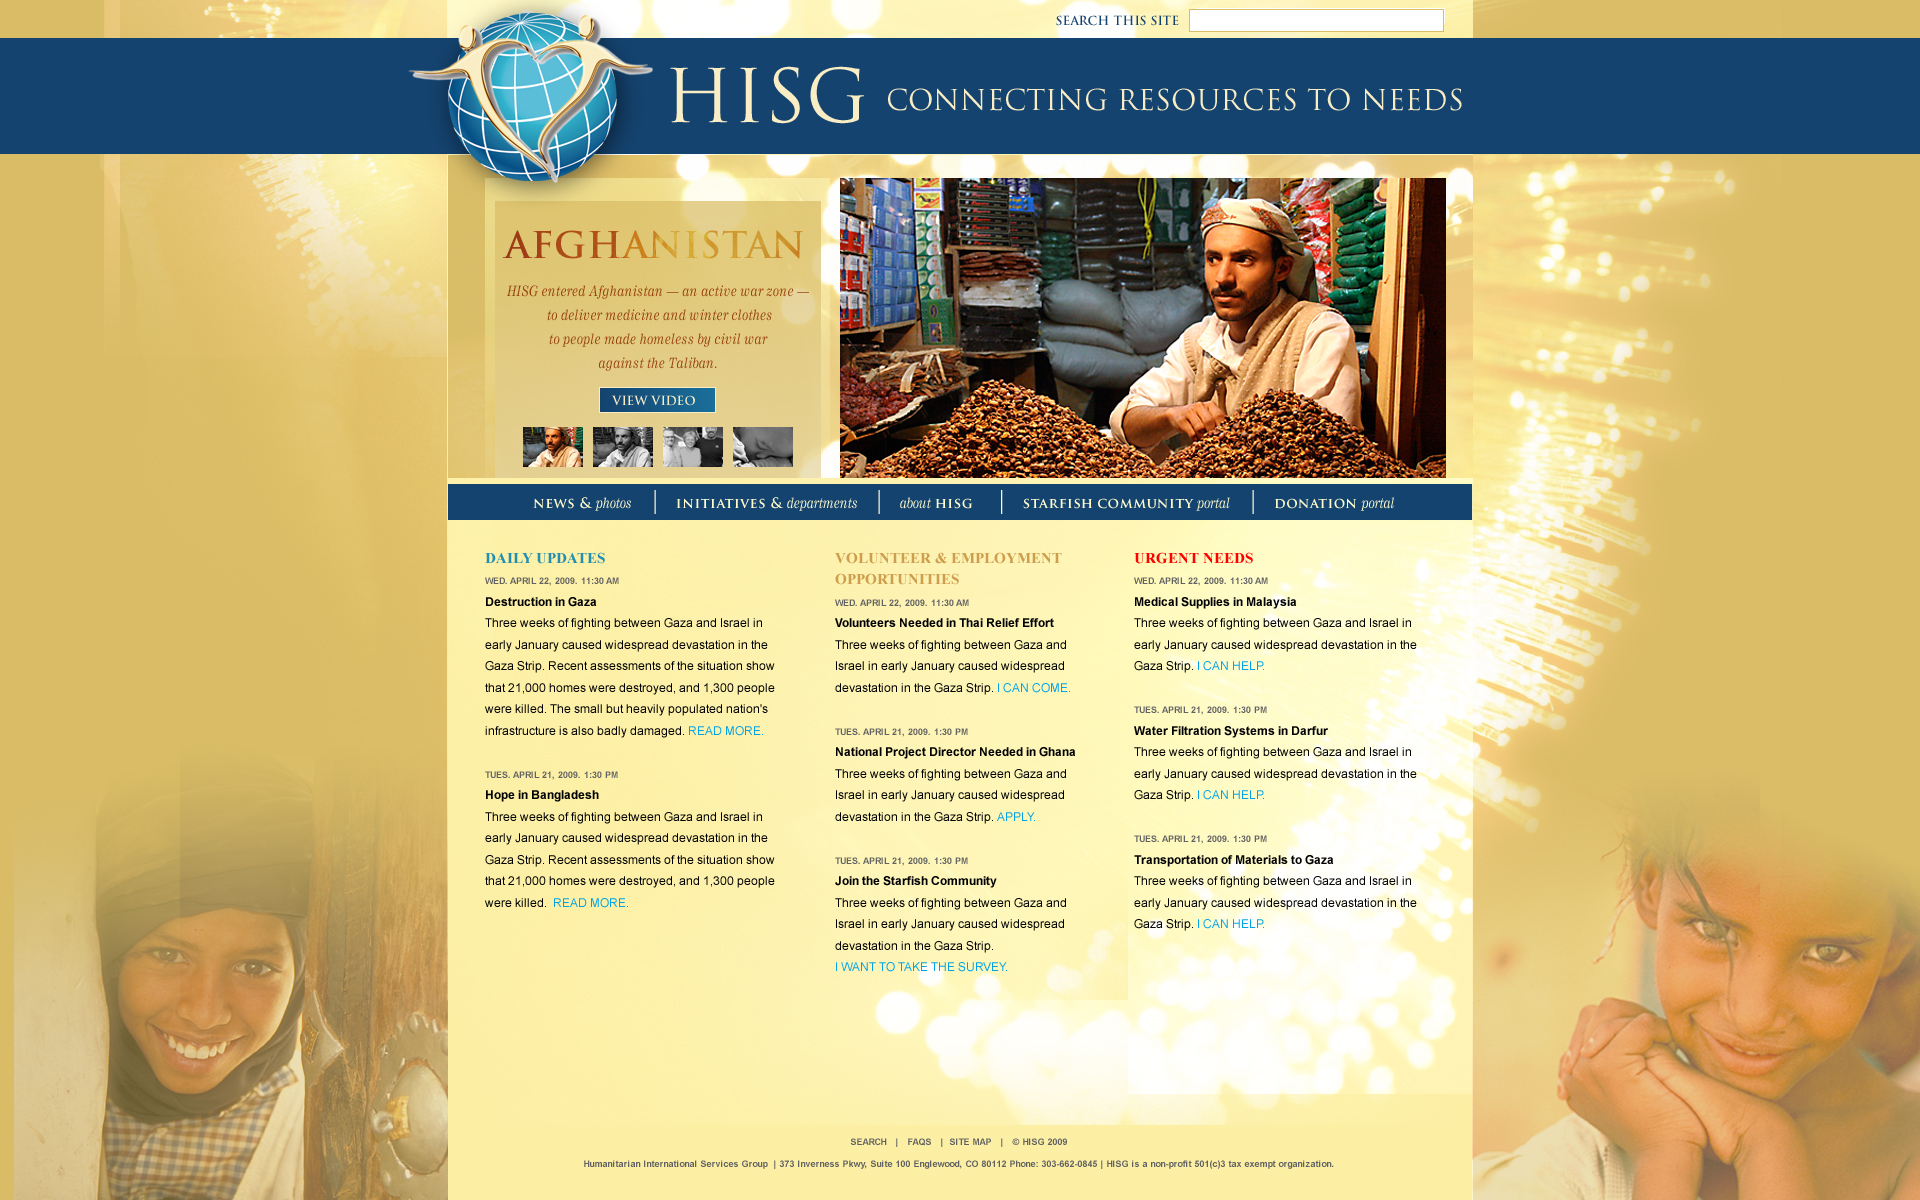 SEARCH THIS SITE
HISG CONNECTING RESOURCES TO NEEDS
AFGHANISTAN
HISG entered Afghanistan — an active war zone —
to deliver medicine and winter clothes
to people made homeless by civil war
against the Taliban.
VIEW VIDEO
NEWS & photos
INITIATIVES & departments
about HISG
STARFISH COMMUNITY portal
DONATION portal
DAILY UPDATES
WED. APRIL 22, 2009. 11:30 AM
Destruction in Gaza
Three weeks of fighting between Gaza and Israel in
early January caused widespread devastation in the
Gaza Strip. Recent assessments of the situation show
that 21,000 homes were destroyed, and 1,300 people
were killed. The small but heavily populated nation's
infrastructure is also badly damaged. READ MORE.
TUES. APRIL 21, 2009. 1:30 PM
Hope in Bangladesh
Three weeks of fighting between Gaza and Israel in
early January caused widespread devastation in the
Gaza Strip. Recent assessments of the situation show
that 21,000 homes were destroyed, and 1,300 people
were killed. READ MORE.
VOLUNTEER & EMPLOYMENT
OPPORTUNITIES
WED. APRIL 22, 2009. 11:30 AM
Volunteers Needed in Thai Relief Effort
Three weeks of fighting between Gaza and
Israel in early January caused widespread
devastation in the Gaza Strip. I CAN COME.
TUES. APRIL 21, 2009. 1:30 PM
National Project Director Needed in Ghana
Three weeks of fighting between Gaza and
Israel in early January caused widespread
devastation in the Gaza Strip. APPLY.
TUES. APRIL 21, 2009. 1:30 PM
Join the Starfish Community
Three weeks of fighting between Gaza and
Israel in early January caused widespread
devastation in the Gaza Strip.
I WANT TO TAKE THE SURVEY.
URGENT NEEDS
WED. APRIL 22, 2009. 11:30 AM
Medical Supplies in Malaysia
Three weeks of fighting between Gaza and Israel in
early January caused widespread devastation in the
Gaza Strip. I CAN HELP.
TUES. APRIL 21, 2009. 1:30 PM
Water Filtration Systems in Darfur
Three weeks of fighting between Gaza and Israel in
early January caused widespread devastation in the
Gaza Strip. I CAN HELP.
TUES. APRIL 21, 2009. 1:30 PM
Transportation of Materials to Gaza
Three weeks of fighting between Gaza and Israel in
early January caused widespread devastation in the
Gaza Strip. I CAN HELP.
SEARCH | FAQS | SITE MAP | © HISG 2009
Humanitarian International Services Group | 373 Inverness Pkwy, Suite 100 Englewood, CO 80112 Phone: 303-662-0845 | HISG is a non-profit 501(c)3 tax exempt organization.